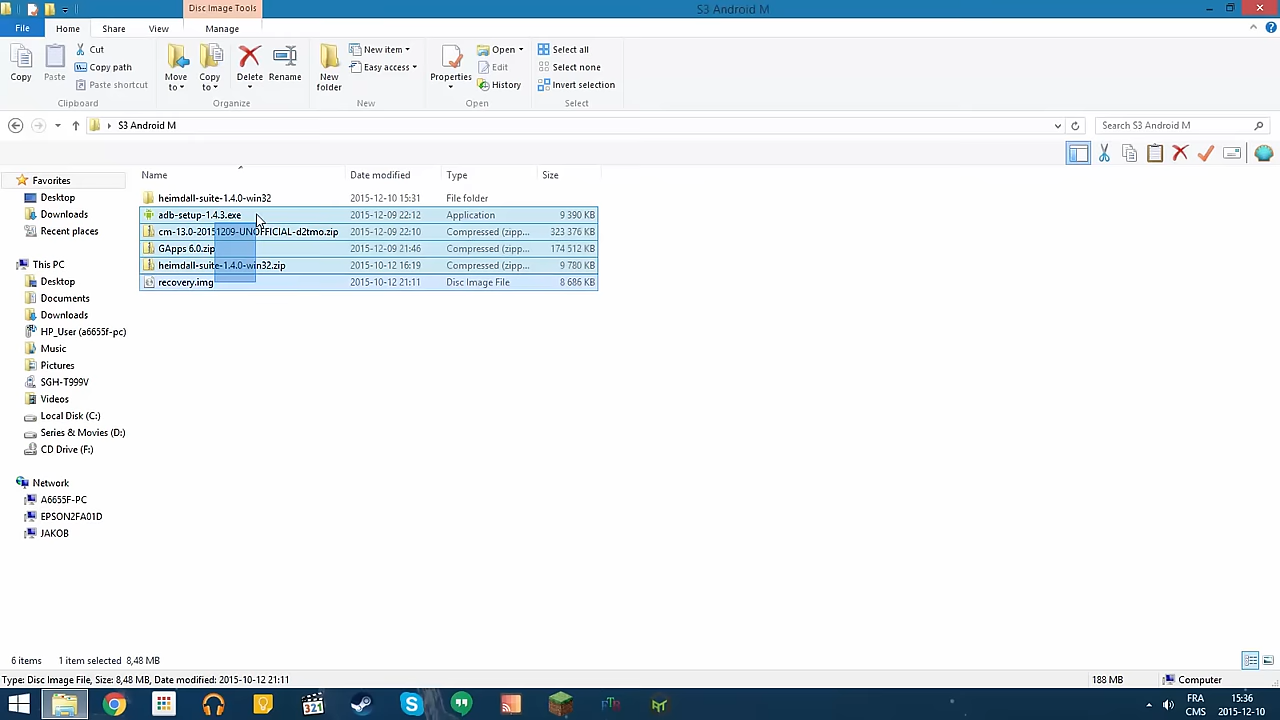 Disc Image Tools
S3 Android M
File
Home
Share
View
Manage
Copy
Paste
Cut
Copy path
Paste shortcut
Clipboard
Move to
Copy to
Delete
Rename
Organize
New folder
New item
Easy access
New
Properties
Open
Edit
History
Open
Select all
Select none
Invert selection
Select
S3 Android M
Search S3 Android M
Favorites
Desktop
Downloads
Recent places
This PC
Desktop
Documents
Downloads
HP_User (a6655f-pc)
Music
Pictures
SGH-T999V
Videos
Local Disk (C:)
Series & Movies (D:)
CD Drive (F:)
Network
A6655F-PC
EPSON2FA01D
JAKOB
Name Date modified Type Size
heimdall-suite-1.4.0-win32 2015-12-10 15:31 File folder
adb-setup-1.4.3.exe 2015-12-09 22:12 Application 9 390 KB
cm-13.0-20151209-UNOFFICIAL-d2tmo.zip 2015-12-09 22:10 Compressed (zipp... 323 376 KB
GApps 6.0.zip 2015-12-09 21:46 Compressed (zipp... 174 512 KB
heimdall-suite-1.4.0-win32.zip 2015-10-12 16:19 Compressed (zipp... 9 780 KB
recovery.img 2015-10-12 21:11 Disc Image File 8 686 KB
6 items 1 item selected 8,48 MB
Type: Disc Image File, Size: 8,48 MB, Date modified: 2015-10-12 21:11
188 MB
Computer
321
FRA
CMS
15:36
2015-12-10